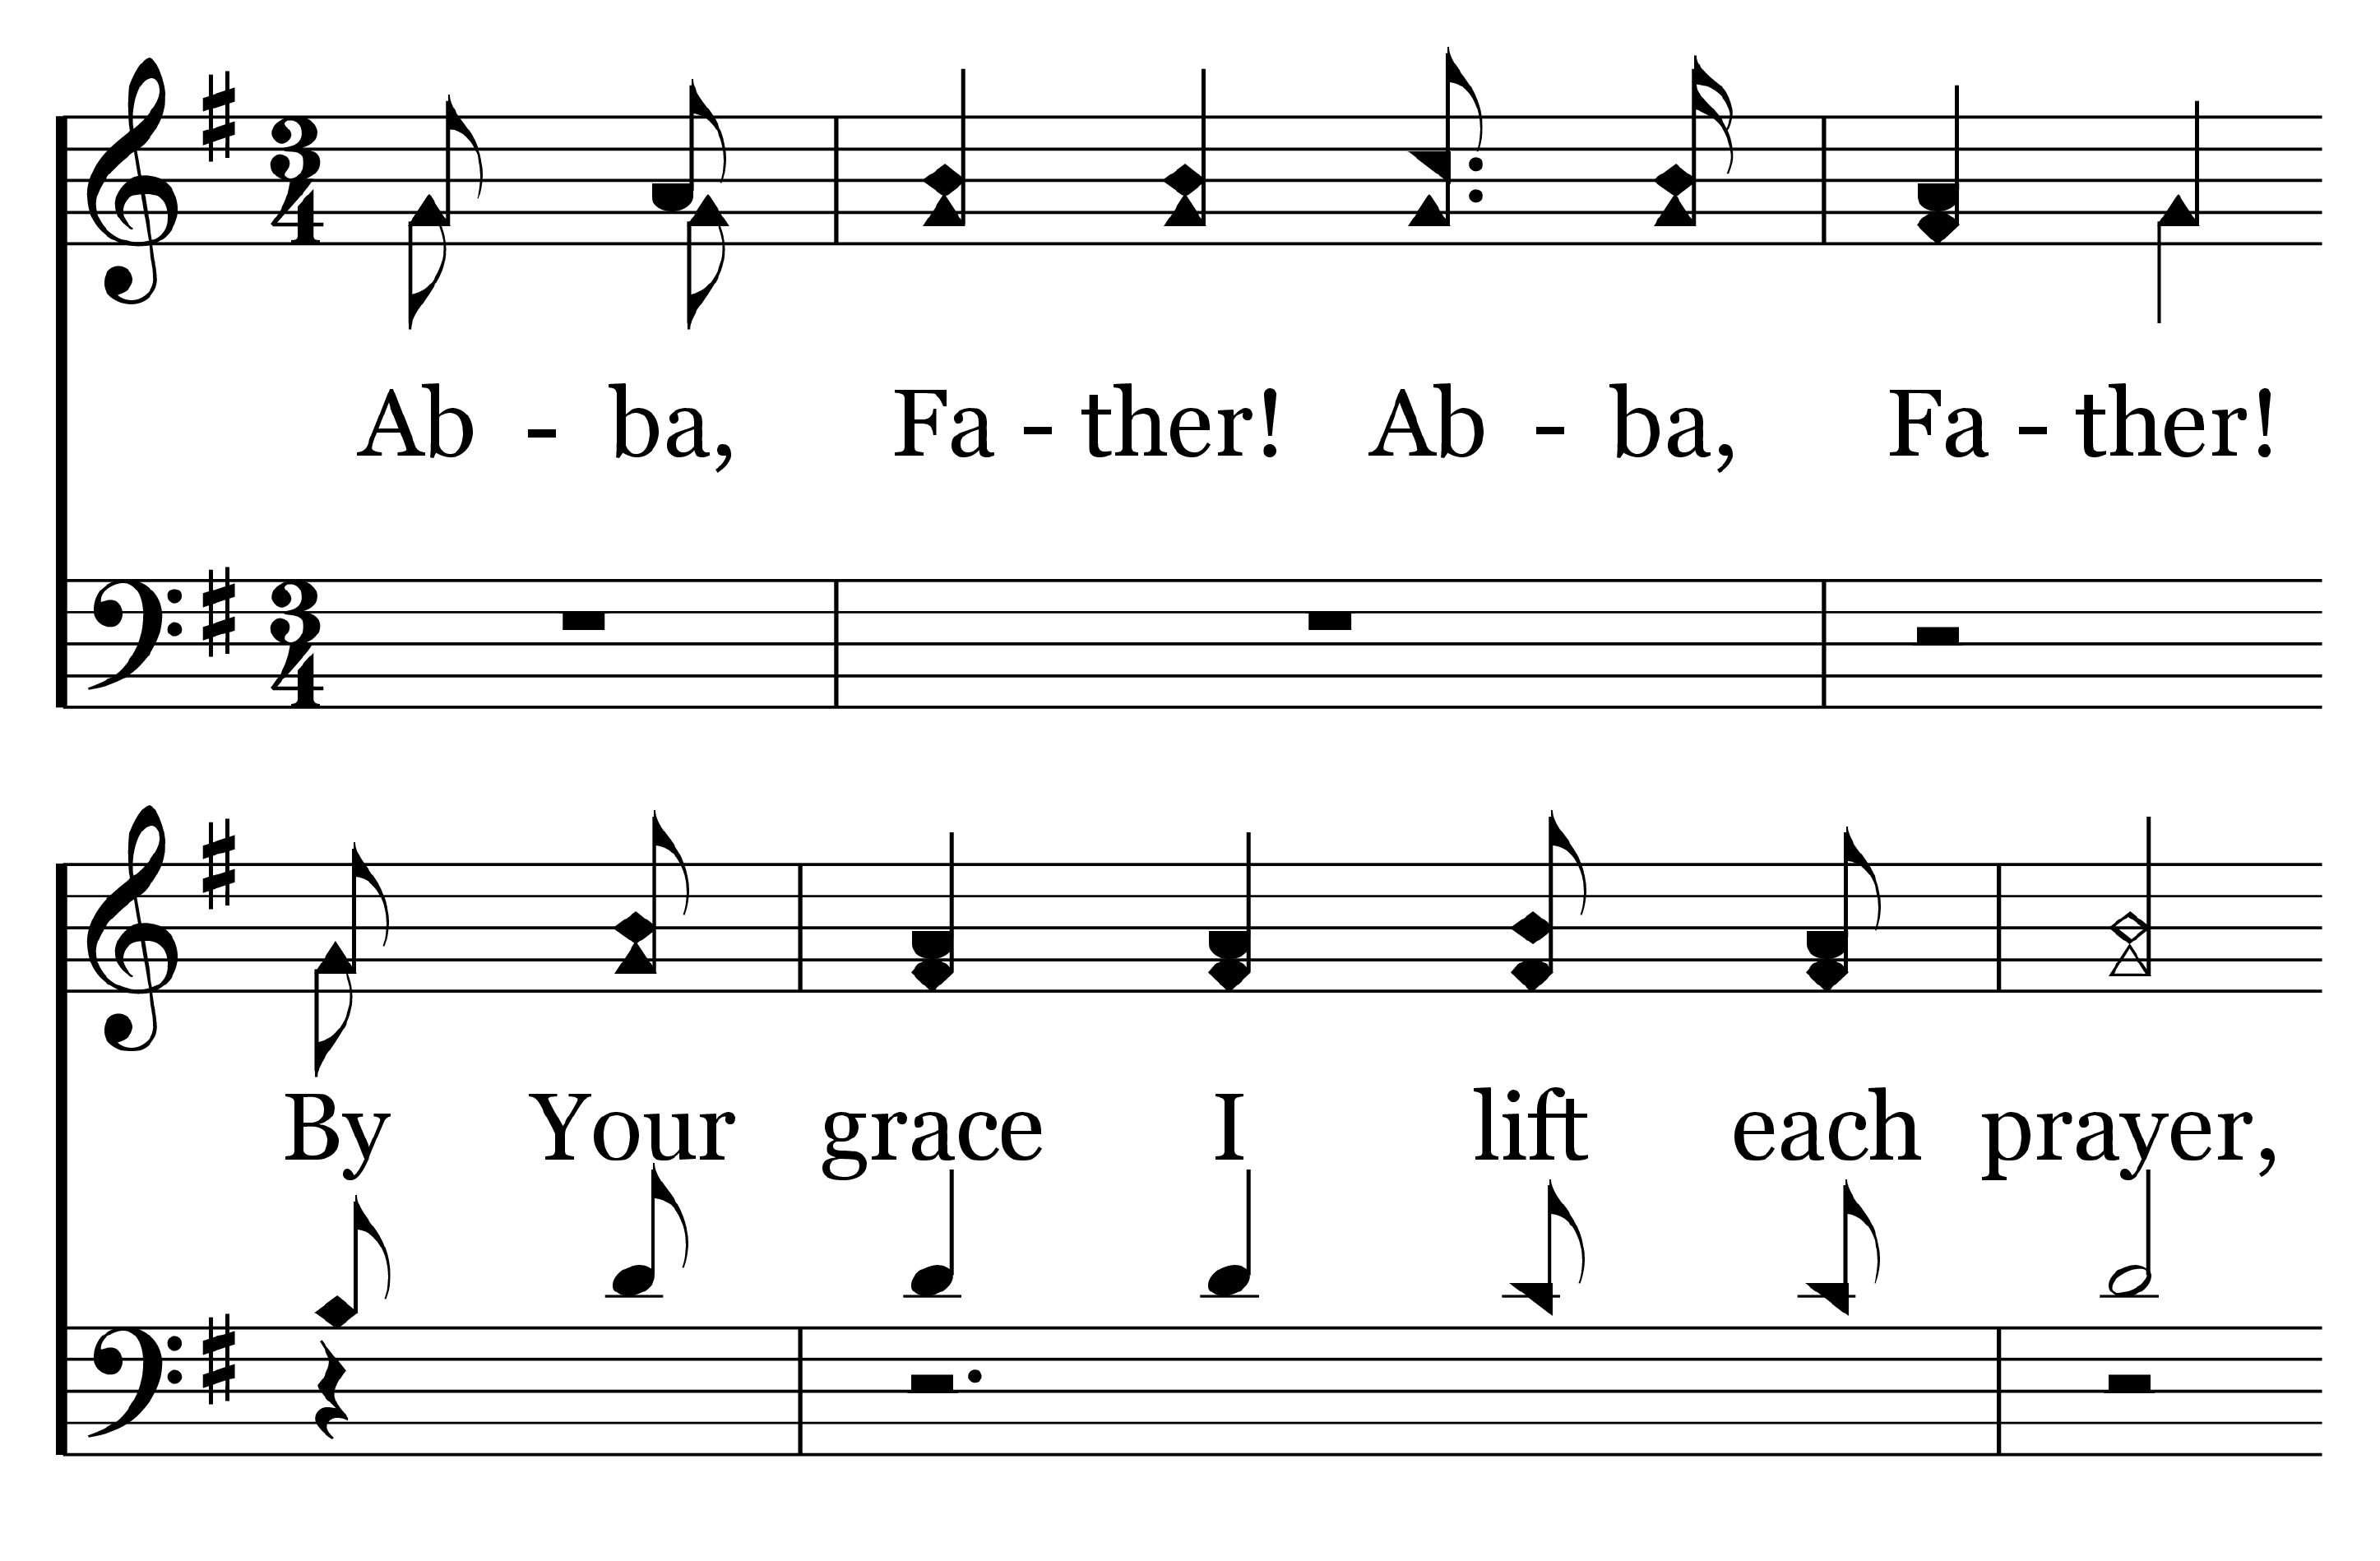 Ab - ba, Fa - ther! Ab - ba, Fa - ther!
By Your grace I lift each prayer,